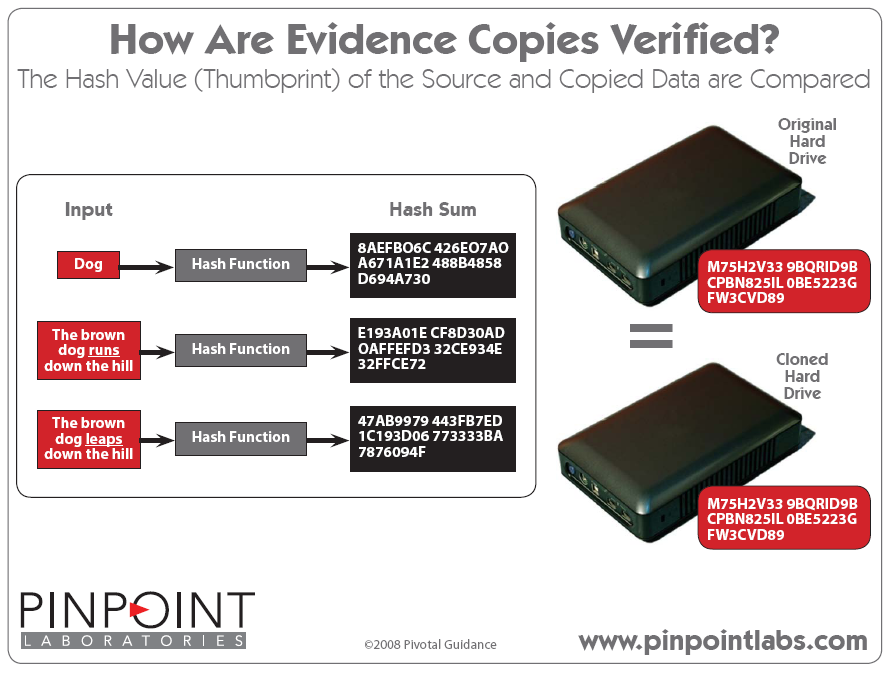 How Are Evidence Copies Verified?
The Hash Value (Thumbprint) of the Source and Copied Data are Compared
Input
Hash Sum
Dog
Hash Function
8AEFBO6C 426EO7AO
A671A1E2 488B4858
D694A730
The brown
dog runs
down the hill
Hash Function
E193A01E CF8D30AD
OAFFEFD3 32CE934E
32FFCE72
The brown
dog leaps
down the hill
Hash Function
47AB9979 443FB7ED
1C193D06 773333BA
7876094F
Original
Hard
Drive
M75H2V33 9BQRID9B
CPBN825IL 0BE5223G
FW3CVD89
=
Cloned
Hard
Drive
M75H2V33 9BQRID9B
CPBN825IL 0BE5223G
FW3CVD89
PINPOINT
LABORATORIES
©2008 Pivotal Guidance
www.pinpointlabs.com